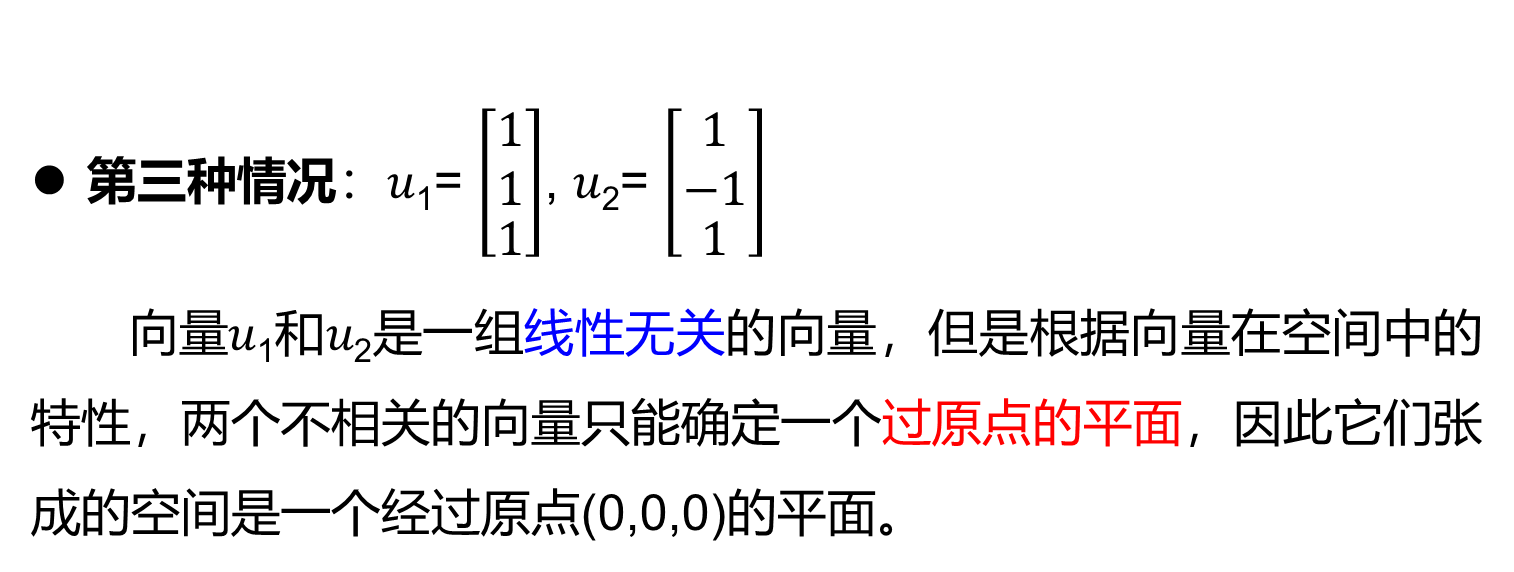 ● 第三种情况：u₁= [1 1 1], u₂= [1 −1 1]
向量u₁和u₂是一组线性无关的向量，但是根据向量在空间中的
特性，两个不相关的向量只能确定一个过原点的平面，因此它们张
成的空间是一个经过原点(0,0,0)的平面。